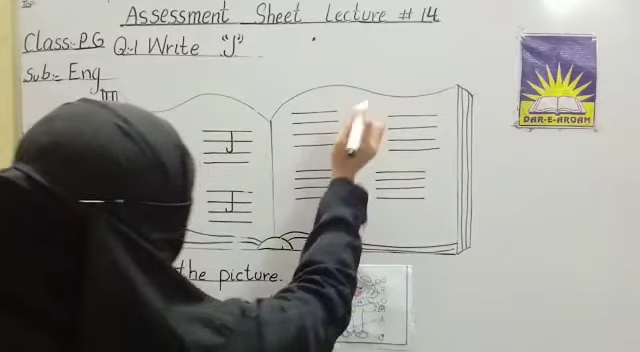 Assessment Sheet Lecture # 14
Class:- PG Q:1 Write "J"
Sub:- Eng
J
J
the picture.
DAR-E-ARQAM